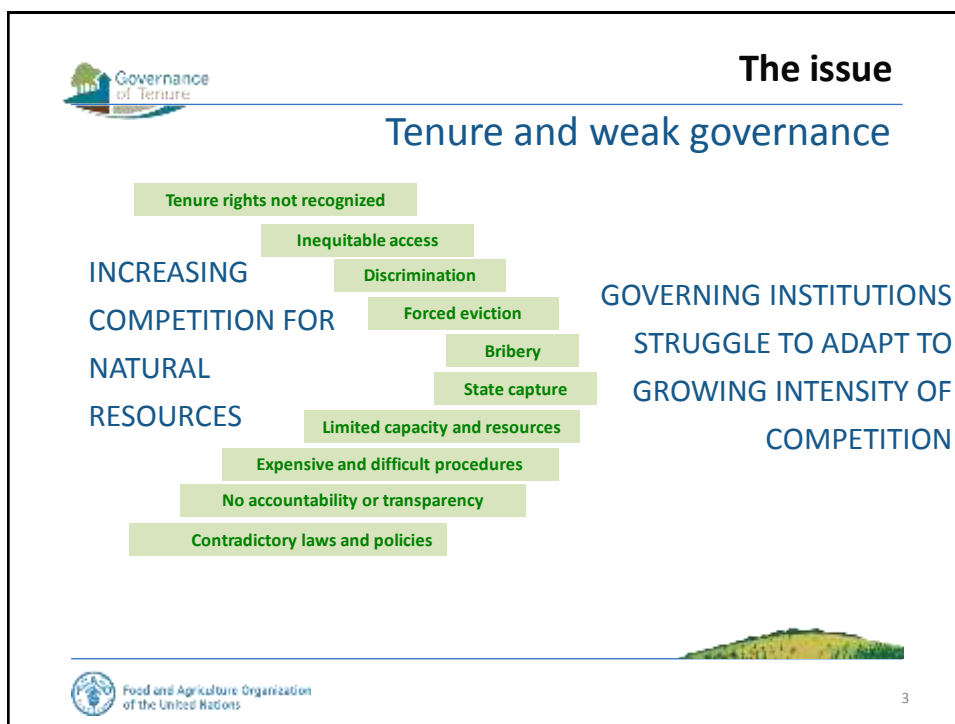 Governance
of Tenure
The issue
Tenure and weak governance
Tenure rights not recognized
Inequitable access
Discrimination
Forced eviction
Bribery
State capture
Limited capacity and resources
Expensive and difficult procedures
No accountability or transparency
Contradictory laws and policies
INCREASING
COMPETITION FOR
NATURAL
RESOURCES
GOVERNING INSTITUTIONS
STRUGGLE TO ADAPT TO
GROWING INTENSITY OF
COMPETITION
Food and Agriculture Organization
of the United Nations
3